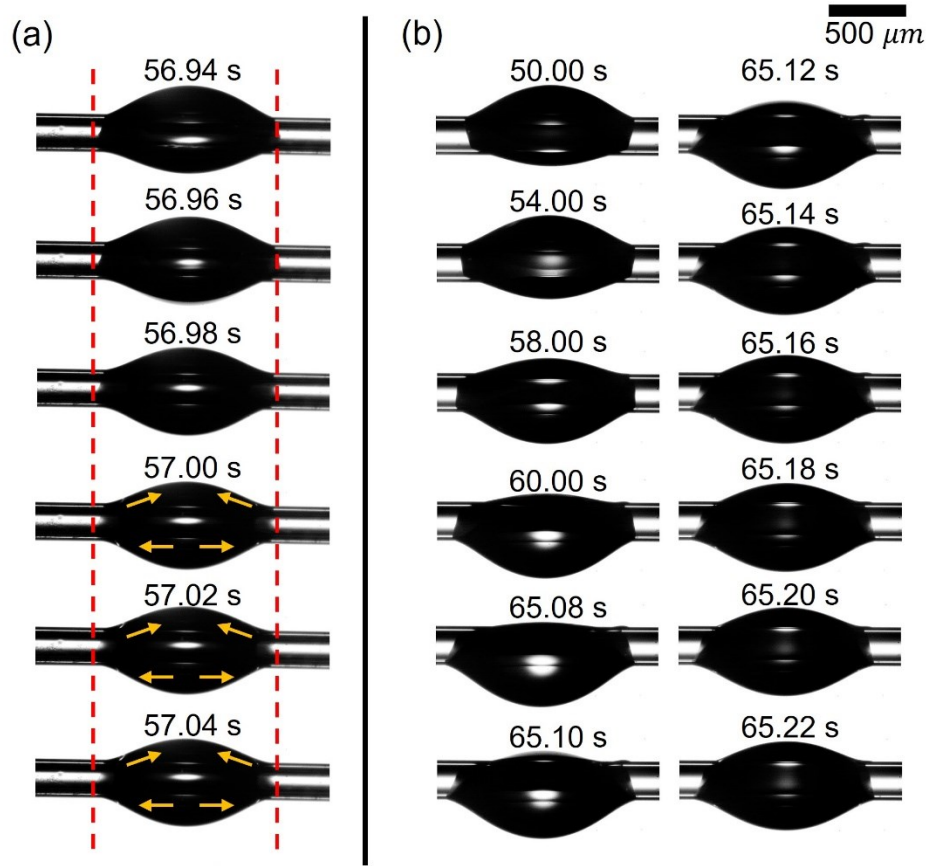 (a)
56.94 s
56.96 s
56.98 s
57.00 s
57.02 s
57.04 s
(b)
500 μm
50.00 s
54.00 s
58.00 s
60.00 s
65.08 s
65.10 s
65.12 s
65.14 s
65.16 s
65.18 s
65.20 s
65.22 s